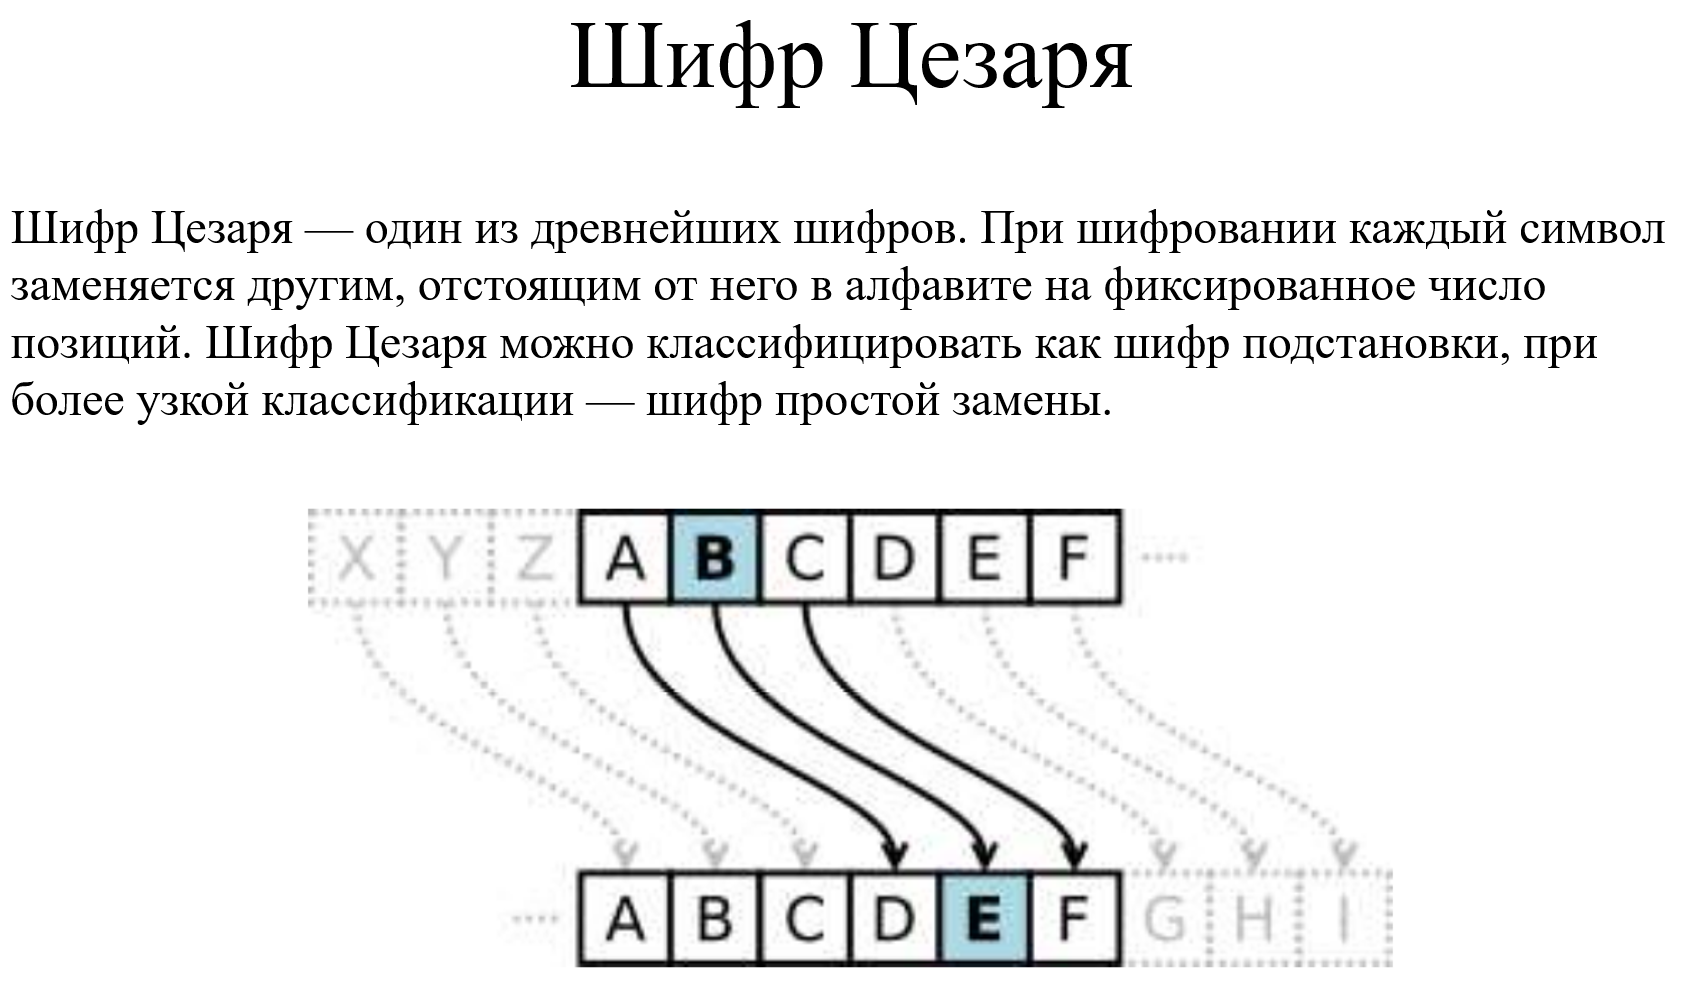 Шифр Цезаря
Шифр Цезаря — один из древнейших шифров. При шифровании каждый символ
заменяется другим, отстоящим от него в алфавите на фиксированное число
позиций. Шифр Цезаря можно классифицировать как шифр подстановки, при
более узкой классификации — шифр простой замены.
X Y Z A B C D E F ....
.... A B C D E F G H I